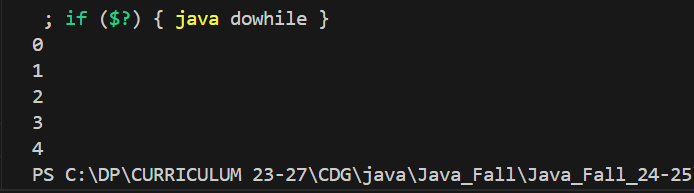 ; if ($?) { java dowhile }
0
1
2
3
4
PS C:\DP\CURRICULUM 23-27\CDG\java\Java_Fall\Java_Fall_24-25